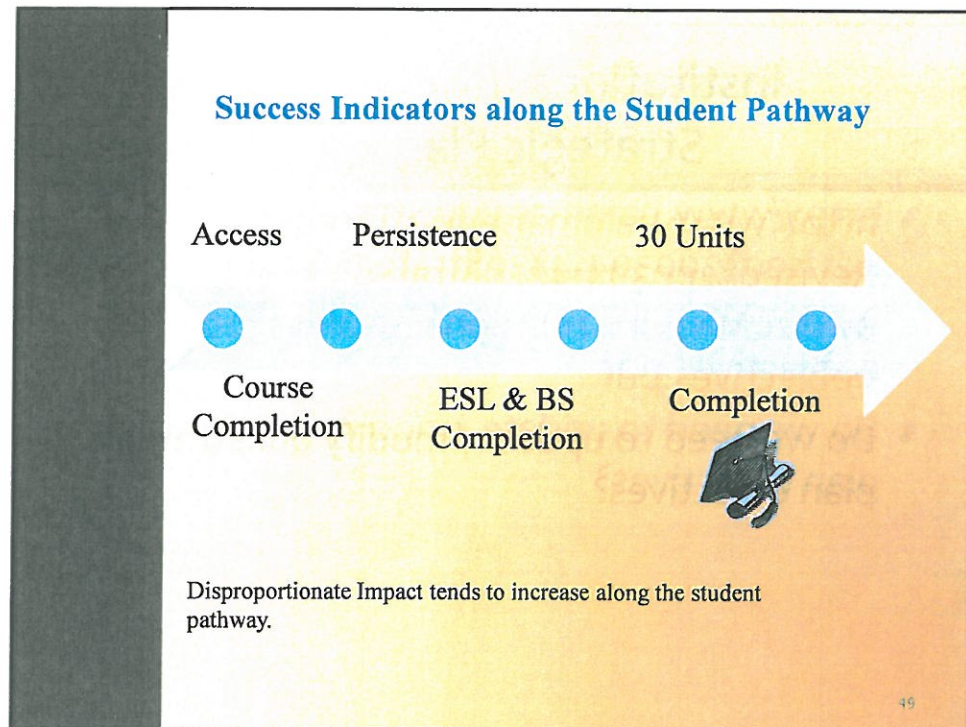 Success Indicators along the Student Pathway
Access Persistence 30 Units
Course
Completion
ESL & BS
Completion
Completion
Disproportionate Impact tends to increase along the student
pathway.
49